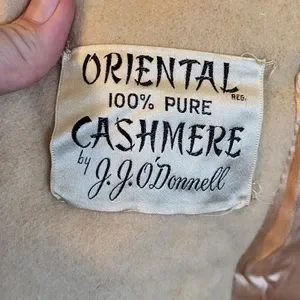 ORIENTAL REG.
100% PURE
CASHMERE
by J.J.O'Donnell